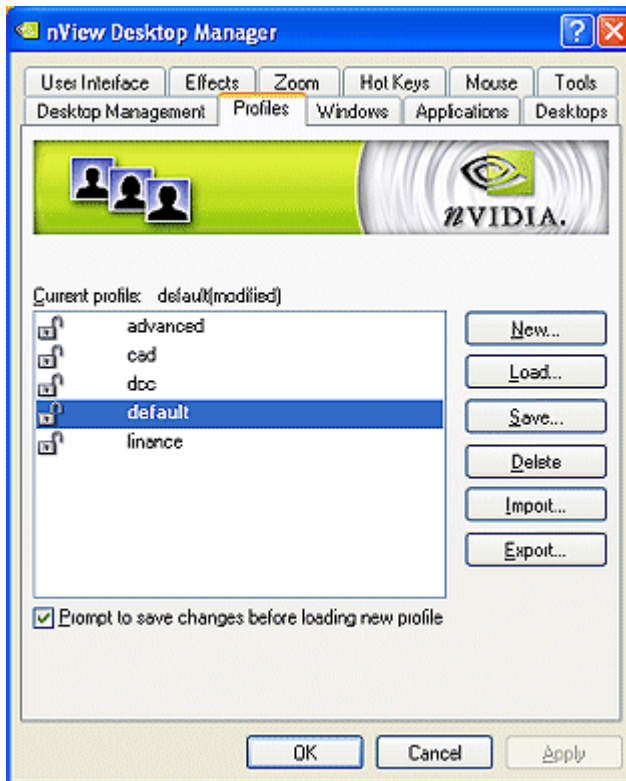 nView Desktop Manager
User Interface Effects Zoom Hot Keys Mouse Tools
Desktop Management Profiles Windows Applications Desktops
nVIDIA.
Current profile: default(modified)
advanced
cad
dcc
default
finance
New...
Load...
Save...
Delete
Import...
Export...
Prompt to save changes before loading new profile
OK Cancel Apply